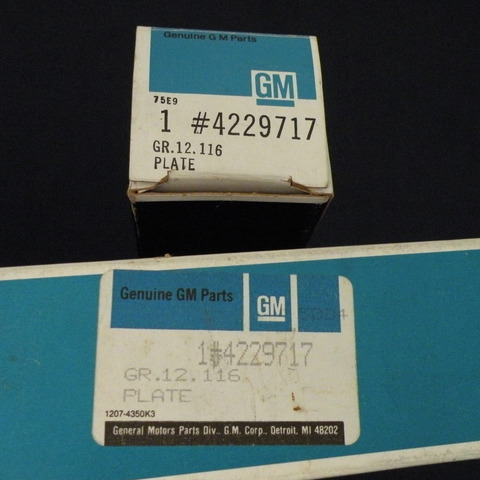 Genuine GM Parts
GM
75E9
1 #4229717
GR.12.116
PLATE
Genuine GM Parts
GM
1#4229717
GR.12.116
PLATE
1207-4350K3
General Motors Parts Div., G.M. Corp., Detroit, MI 48202